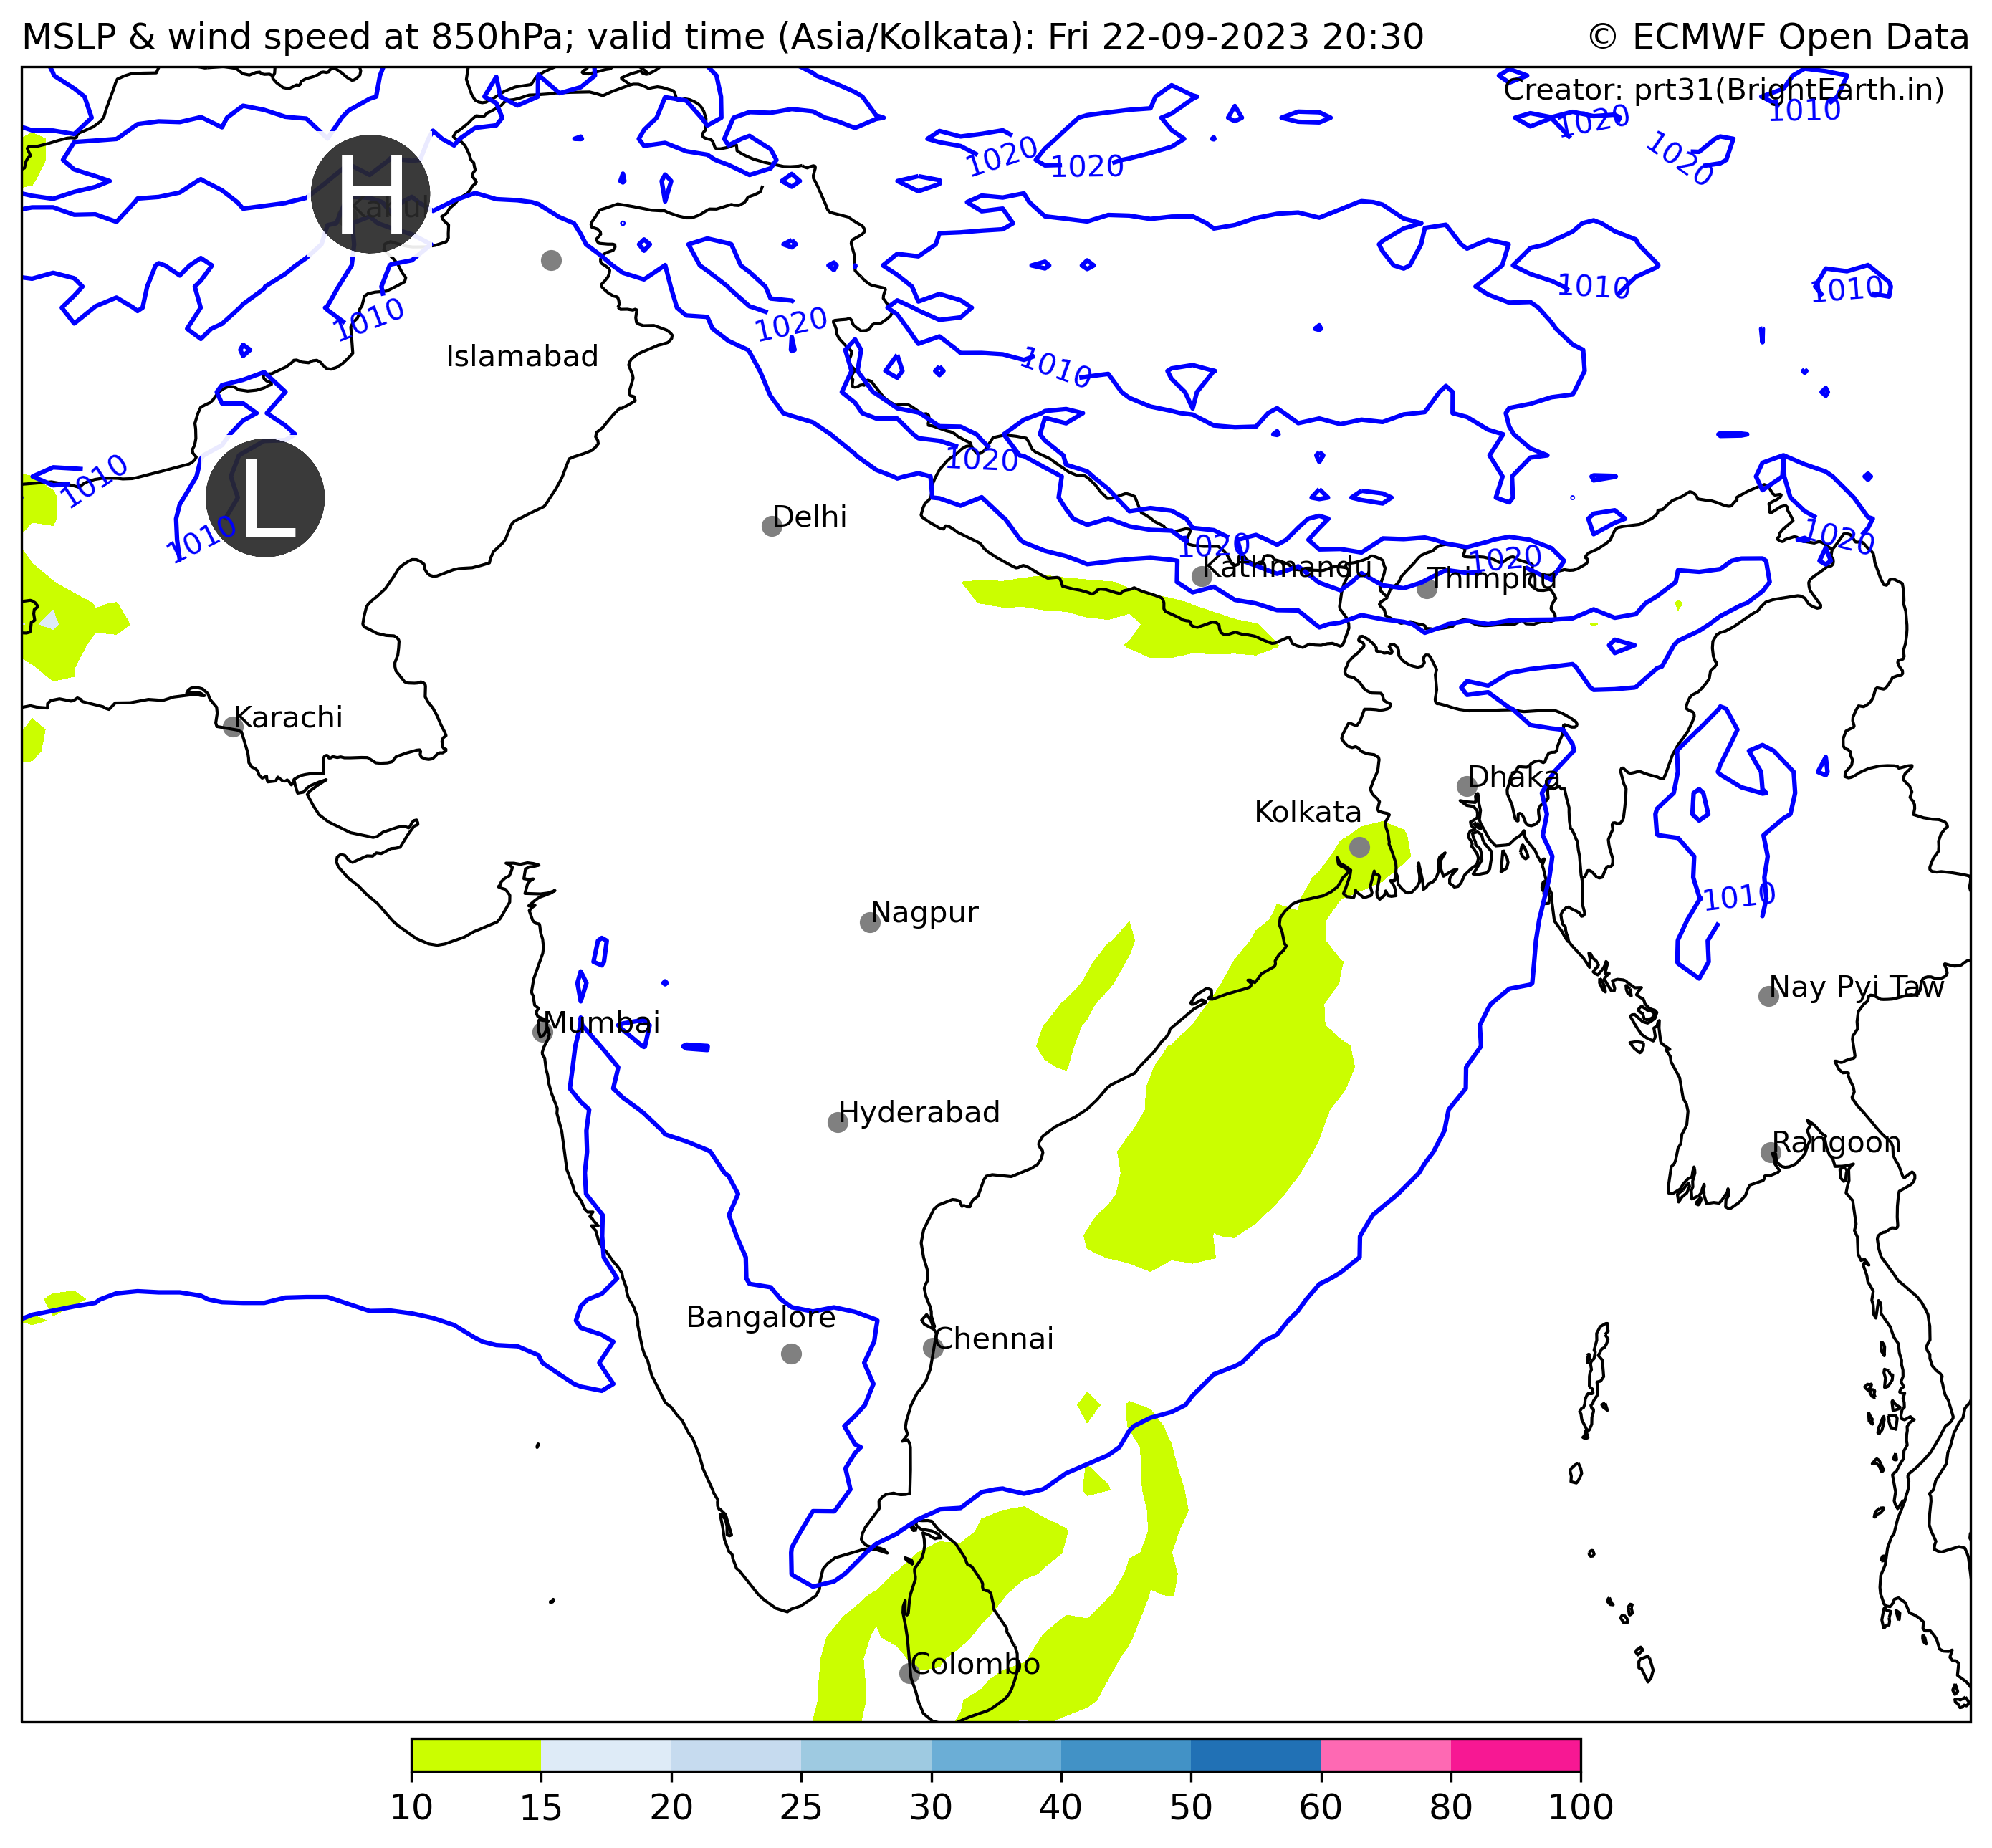 MSLP & wind speed at 850hPa; valid time (Asia/Kolkata): Fri 22-09-2023 20:30
© ECMWF Open Data
Creator: prt31(BrightEarth.in)
1010
1020
1020
1020
1020
H
Kabul
1010
1010
1010
1020
Islamabad
1010
1020
1010
L
1010
Delhi
1020
1020
1020
Kathmandu
Thimphu
Karachi
Dhaka
Kolkata
1010
Nagpur
Nay Pyi Taw
Mumbai
Hyderabad
Rangoon
Bangalore
Chennai
Colombo
10 15 20 25 30 40 50 60 80 100